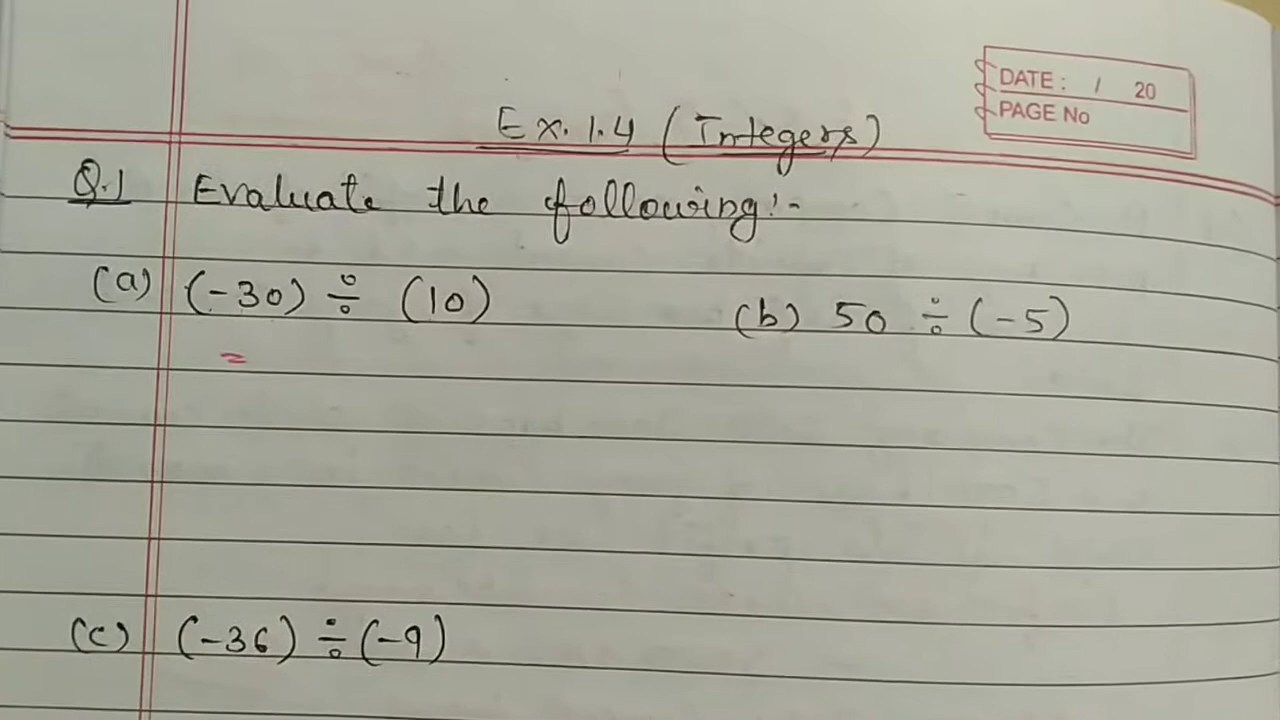 DATE : / 20
PAGE No
Ex. 1.4 (Integers)
Q.1 Evaluate the following:-
(a) (-30) ÷ (10) (b) 50 ÷ (-5)
=
(c) (-36) ÷ (-9)